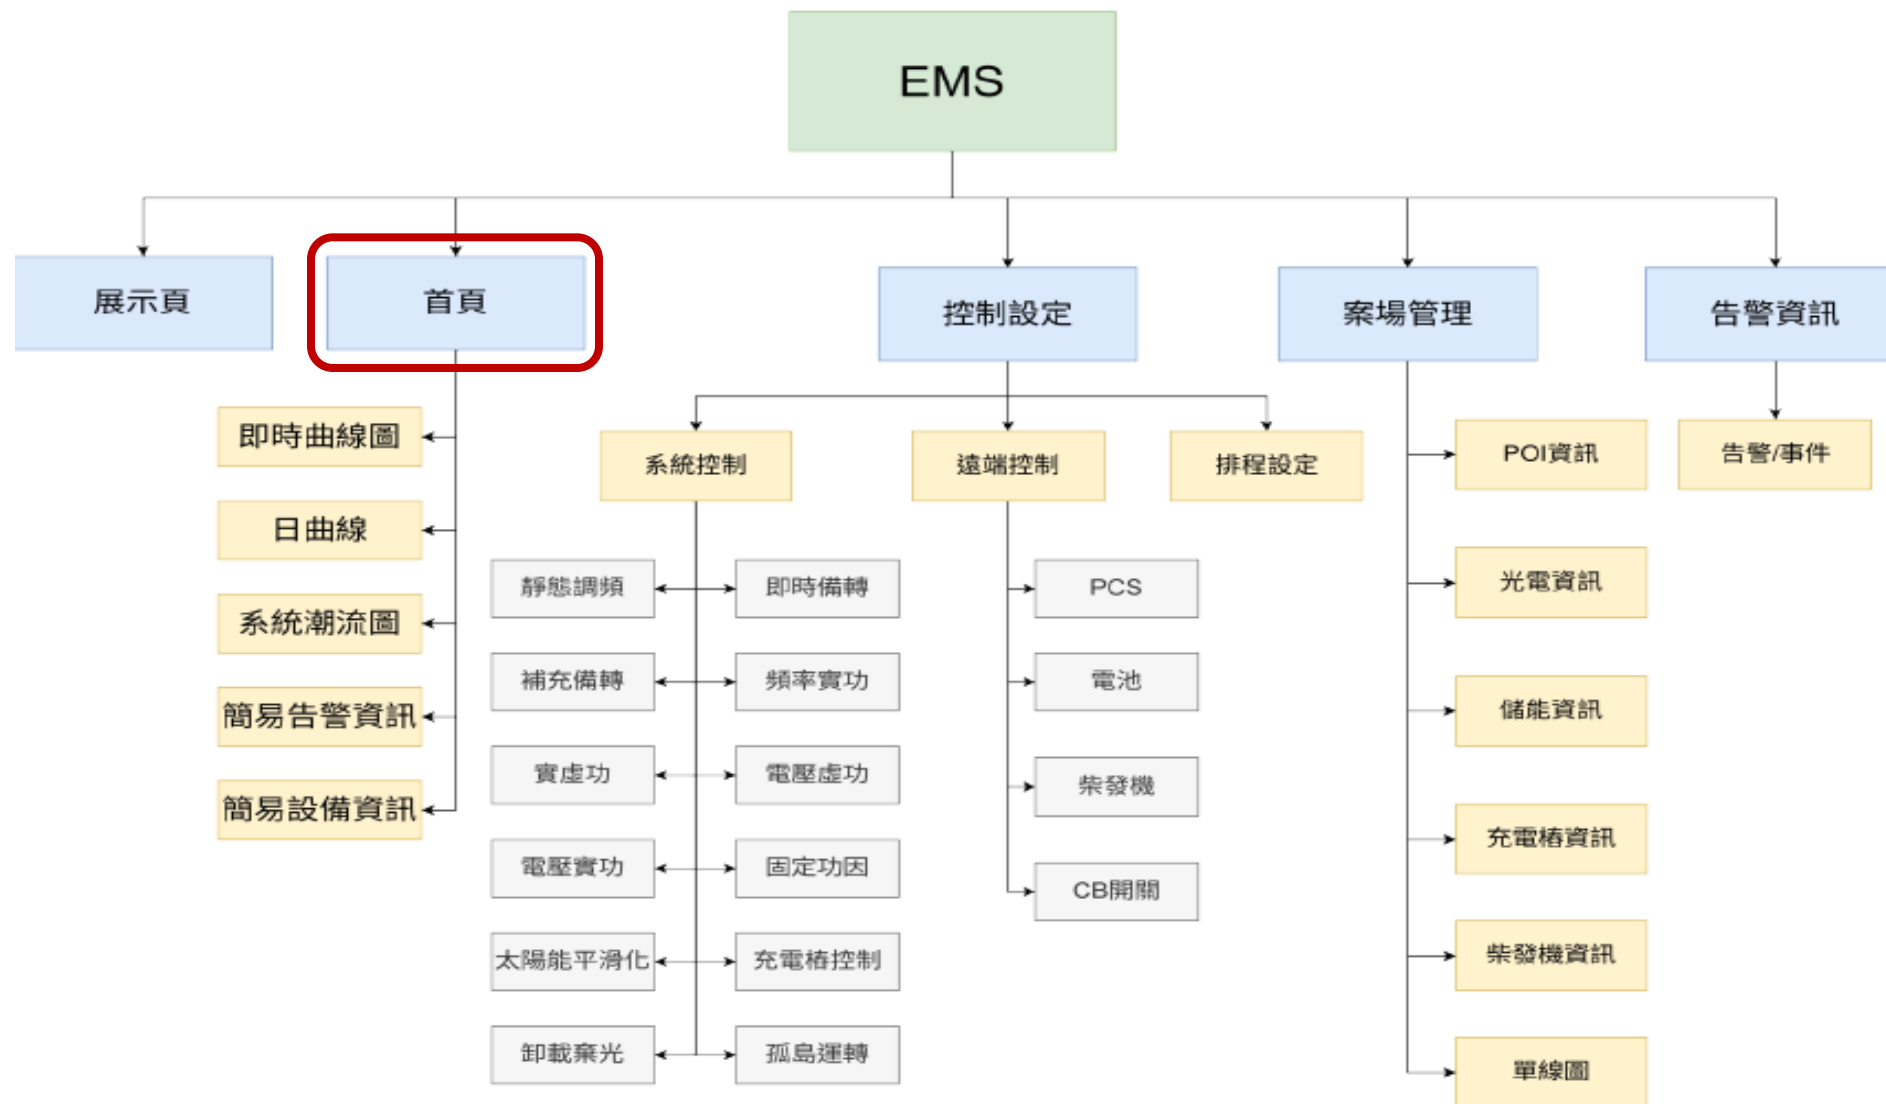 EMS
展示頁
首頁
控制設定
案場管理
告警資訊
即時曲線圖
日曲線
系統潮流圖
簡易告警資訊
簡易設備資訊
系統控制
遠端控制
排程設定
靜態調頻
即時備轉
補充備轉
頻率實功
實虛功
電壓虛功
電壓實功
固定功因
太陽能平滑化
充電樁控制
卸載棄光
孤島運轉
PCS
電池
柴發機
CB開關
POI資訊
光電資訊
儲能資訊
充電樁資訊
柴發機資訊
單線圖
告警/事件